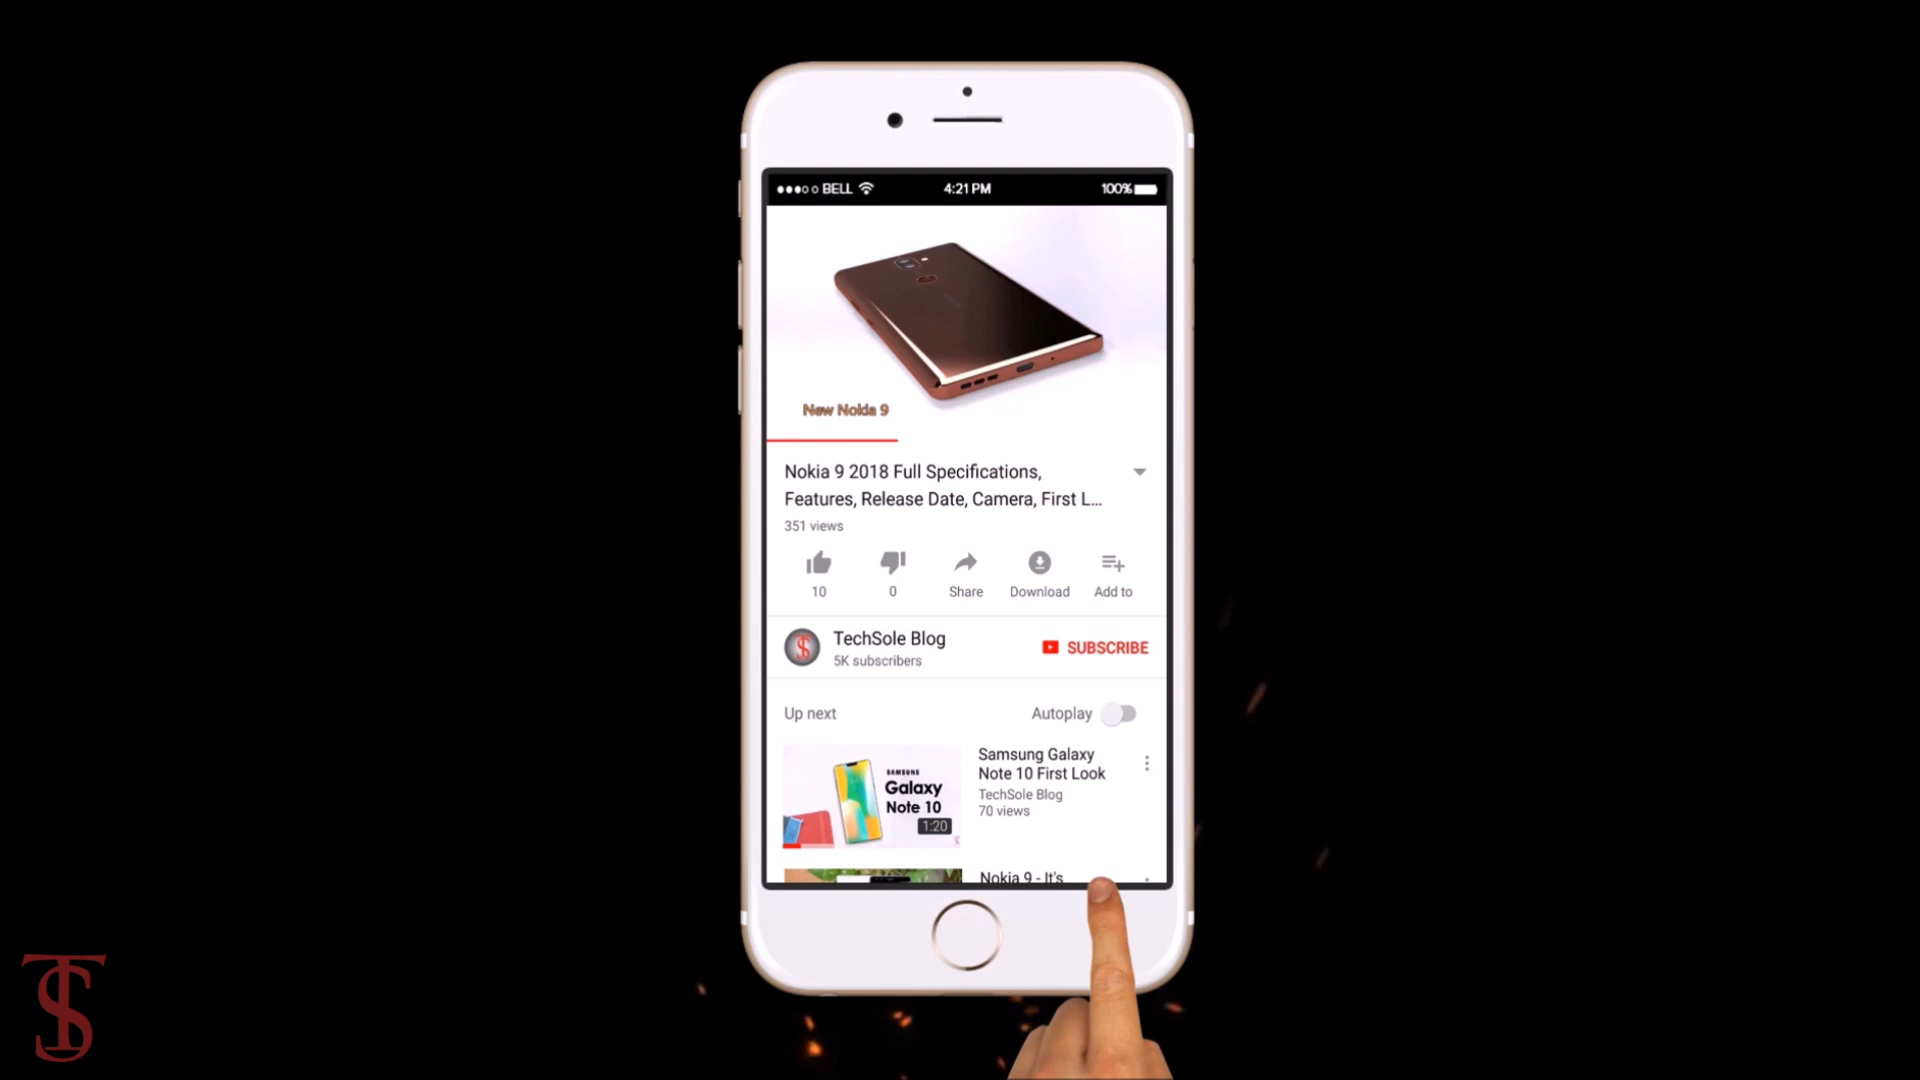 BELL
4:21 PM
100%
New Nokia 9
Nokia 9 2018 Full Specifications,
Features, Release Date, Camera, First L...
351 views
10
0
Share
Download
Add to
TechSole Blog
5K subscribers
SUBSCRIBE
Up next
Autoplay
SAMSUNG
Galaxy
Note 10
1:20
Samsung Galaxy
Note 10 First Look
TechSole Blog
70 views
Nokia 9 - It's
TS